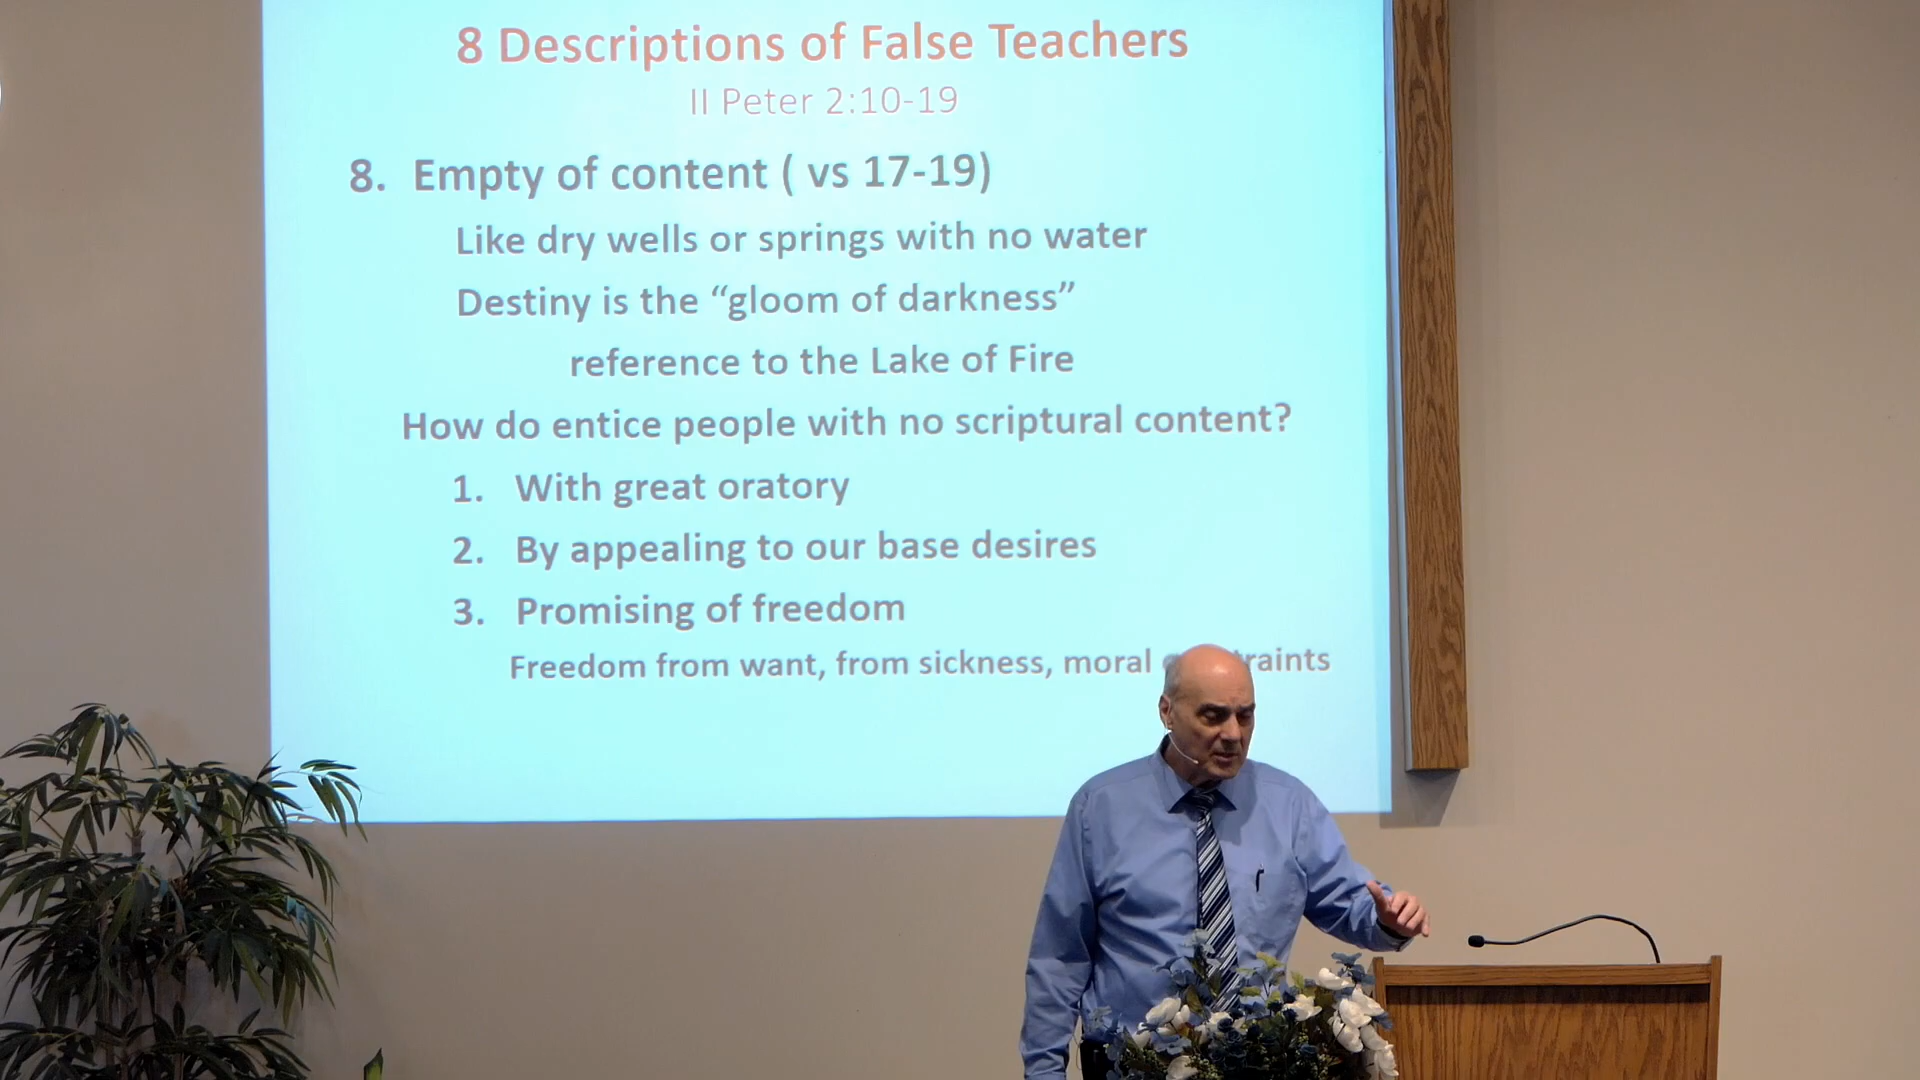 8 Descriptions of False Teachers
II Peter 2:10-19
8. Empty of content ( vs 17-19)
Like dry wells or springs with no water
Destiny is the “gloom of darkness”
reference to the Lake of Fire
How do entice people with no scriptural content?
1. With great oratory
2. By appealing to our base desires
3. Promising of freedom
Freedom from want, from sickness, moral